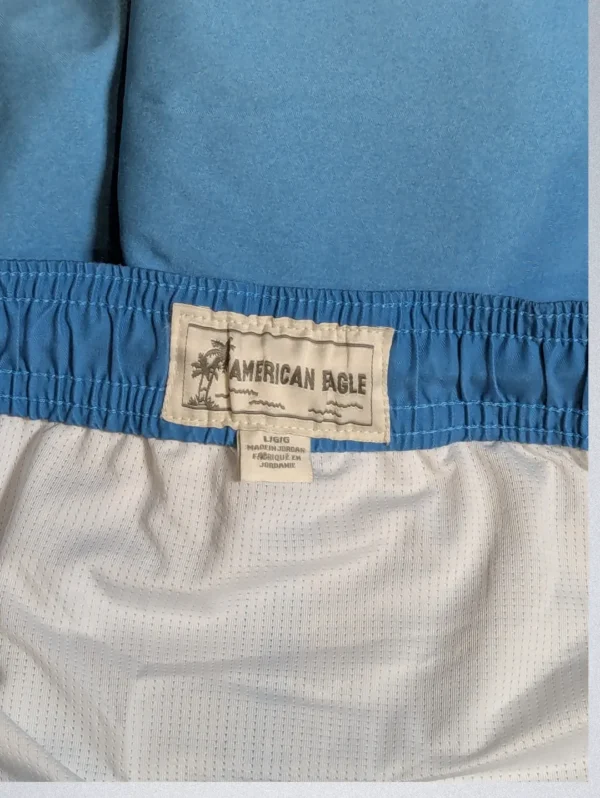 AMERICAN EAGLE
L/G/G
MADE IN JORDAN
FABRIQUÉ EN
JORDANIE